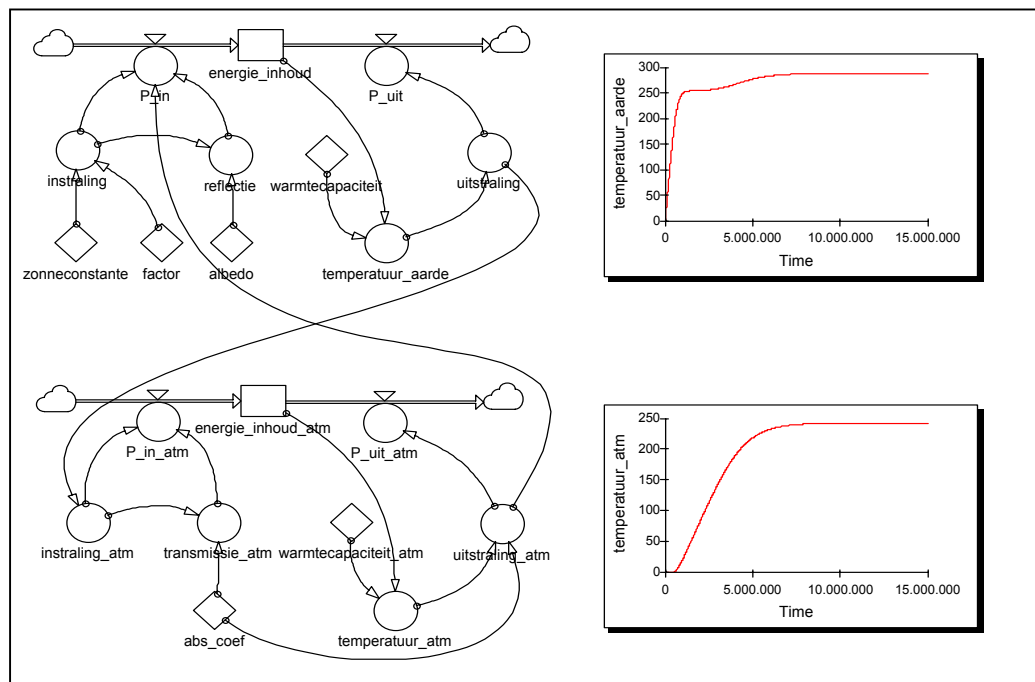 P_in
energie_inhoud
P_uit
instraling
reflectie
warmtecapaciteit
uitstraling
zonneconstante
factor
albedo
temperatuur_aarde
temperatuur_aarde
300
250
200
150
100
50
0
0
5.000.000
10.000.000
15.000.000
Time
P_in_atm
energie_inhoud_atm
P_uit_atm
instraling_atm
transmissie_atm
warmtecapaciteit_atm
uitstraling_atm
abs_coef
temperatuur_atm
temperatuur_atm
250
200
150
100
50
0
0
5.000.000
10.000.000
15.000.000
Time